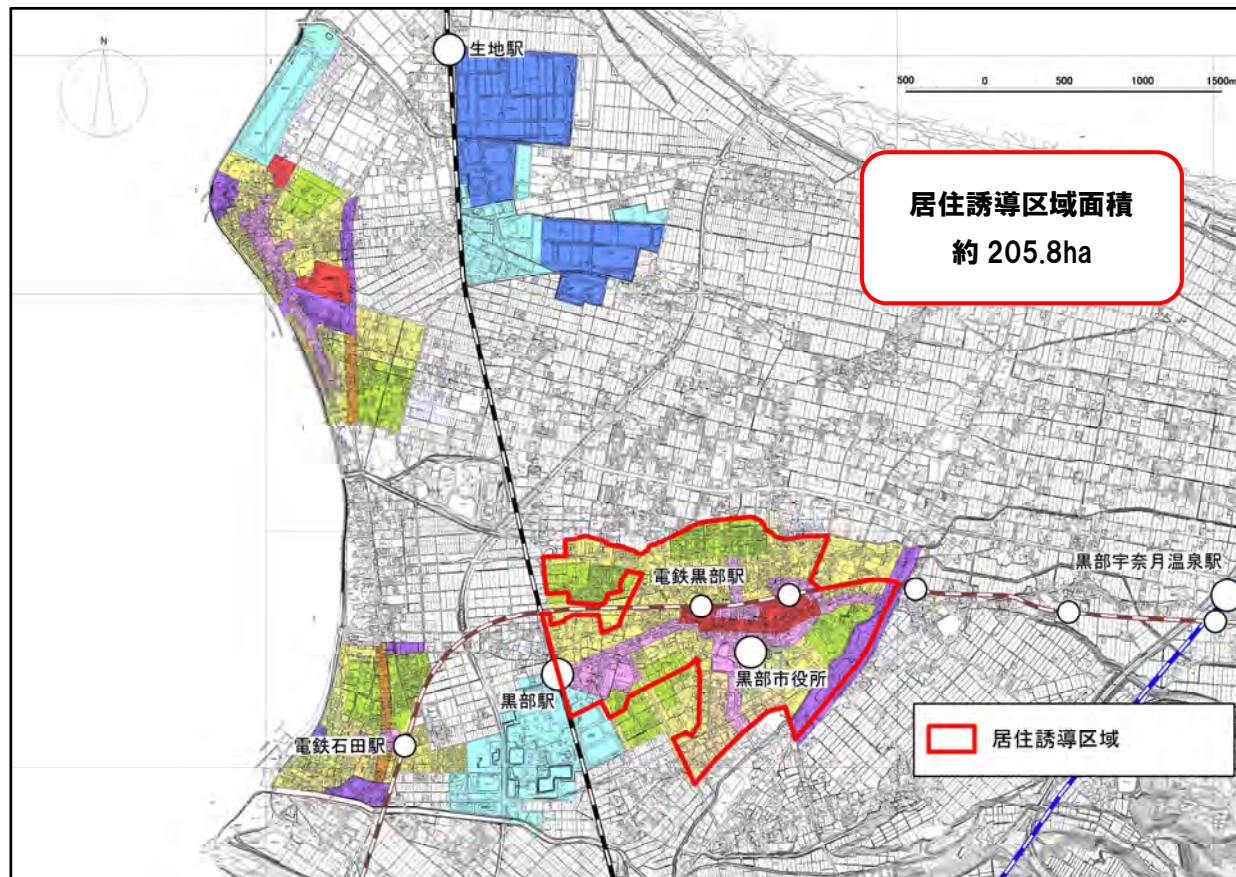 N
生地駅
500 0 500 1000 1500m
居住誘導区域面積
約 205.8ha
電鉄黒部駅
黒部宇奈月温泉駅
黒部駅
黒部市役所
電鉄石田駅
居住誘導区域